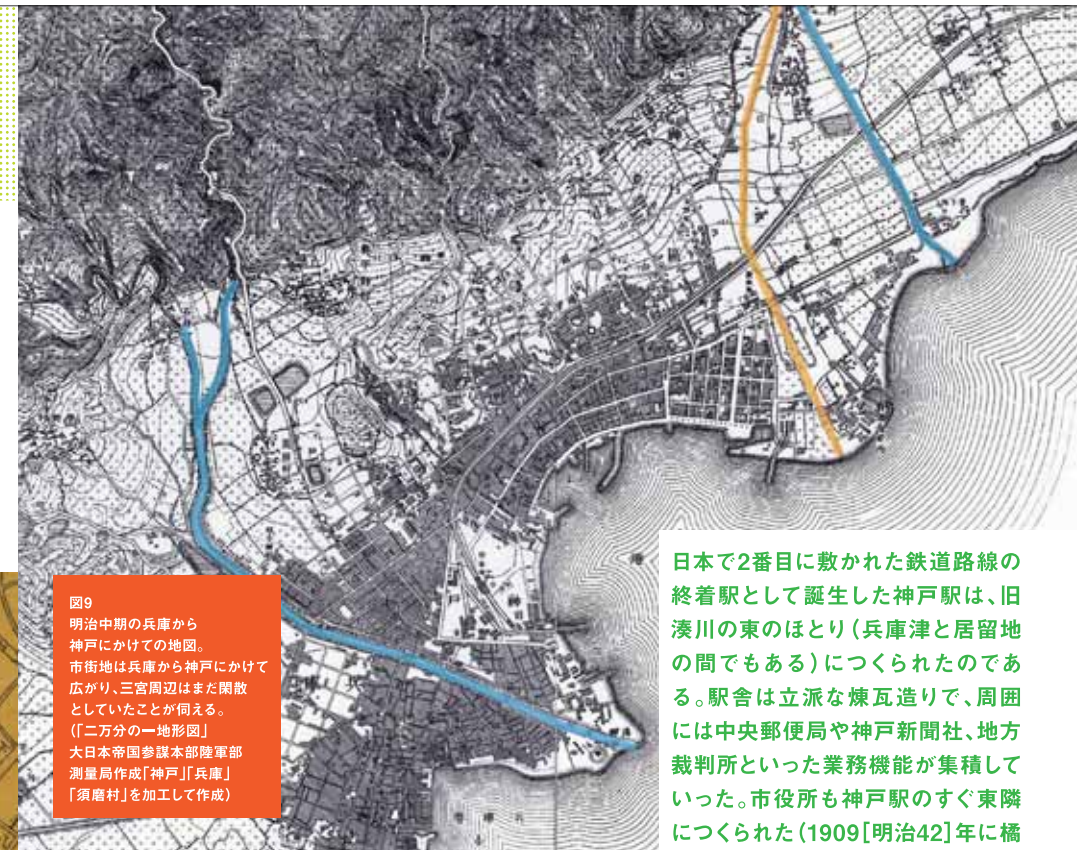 図9
明治中期の兵庫から
神戸にかけての地図。
市街地は兵庫から神戸にかけて
広がり、三宮周辺はまだ閑散
としていたことが伺える。
(「二万分の一地形図」
大日本帝国参謀本部陸軍部
測量局作成「神戸」「兵庫」
「須磨村」を加工して作成)
日本で2番目に敷かれた鉄道路線の
終着駅として誕生した神戸駅は、旧
湊川の東のほとり(兵庫津と居留地
の間でもある)につくられたのであ
る。駅舎は立派な煉瓦造りで、周囲
には中央郵便局や神戸新聞社、地方
裁判所といった業務機能が集積して
いった。市役所も神戸駅のすぐ東隣
につくられた(1909[明治42]年に橘